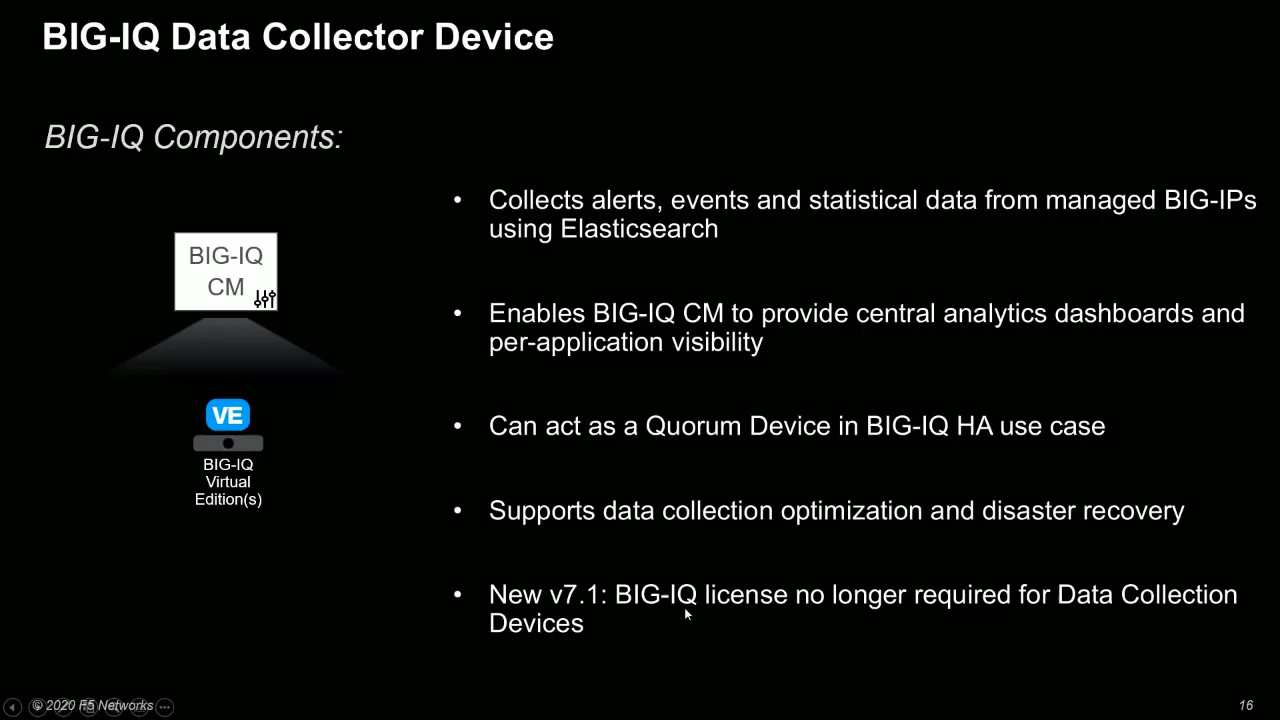 BIG-IQ Data Collector Device
BIG-IQ Components:
BIG-IQ
CM
VE
BIG-IQ
Virtual
Edition(s)
• Collects alerts, events and statistical data from managed BIG-IPs
using Elasticsearch
• Enables BIG-IQ CM to provide central analytics dashboards and
per-application visibility
• Can act as a Quorum Device in BIG-IQ HA use case
• Supports data collection optimization and disaster recovery
• New v7.1: BIG-IQ license no longer required for Data Collection
Devices
© 2020 F5 Networks
16